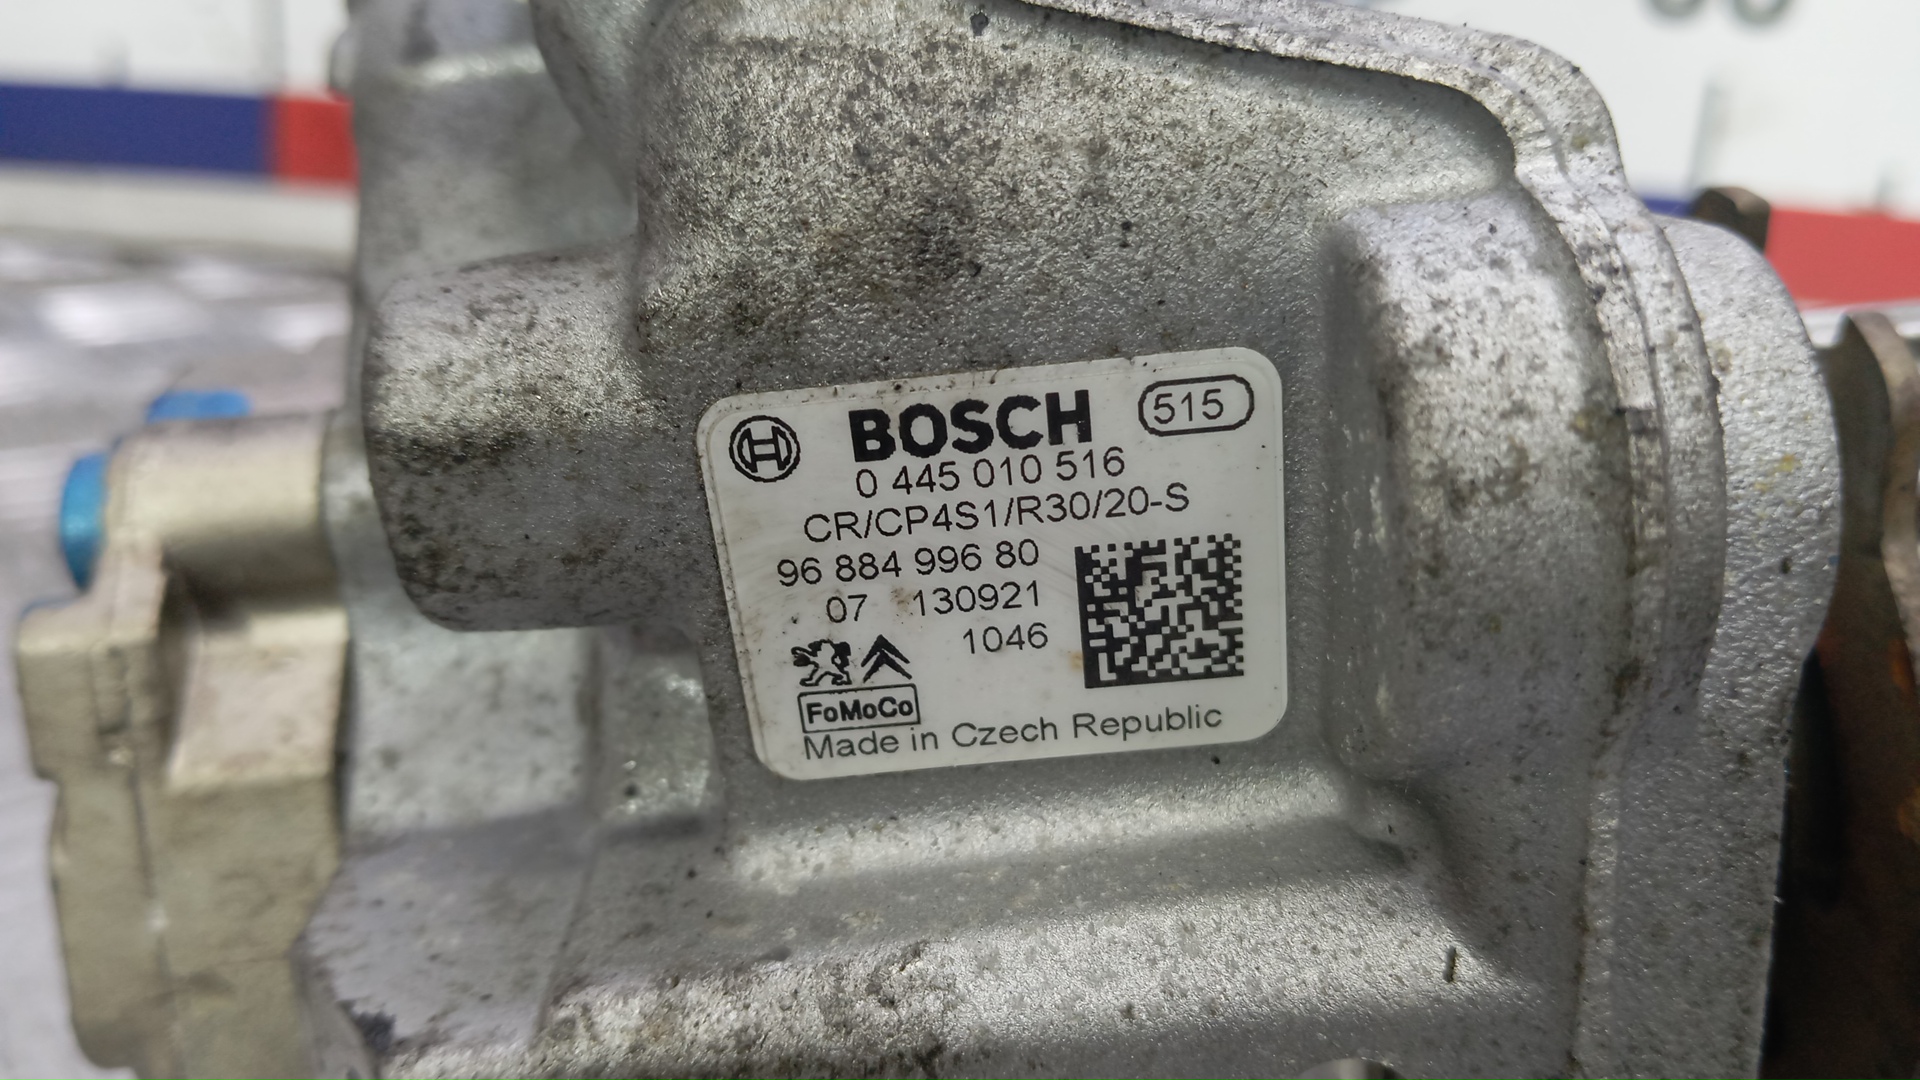 BOSCH 515
0 445 010 516
CR/CP4S1/R30/20-S
96 884 996 80
07 130921
1046
FoMoCo
Made in Czech Republic